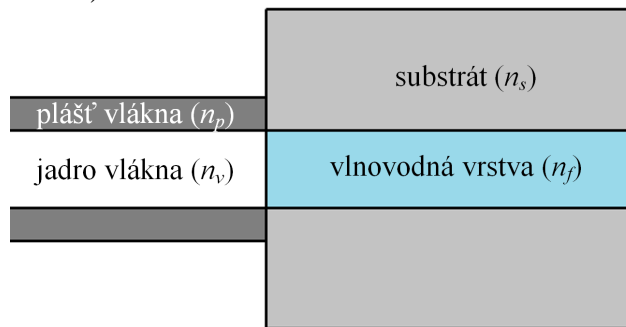 substrát (nₛ)
plášť vlákna (nₚ)
jadro vlákna (nᵥ)
vlnovodná vrstva (n_f)